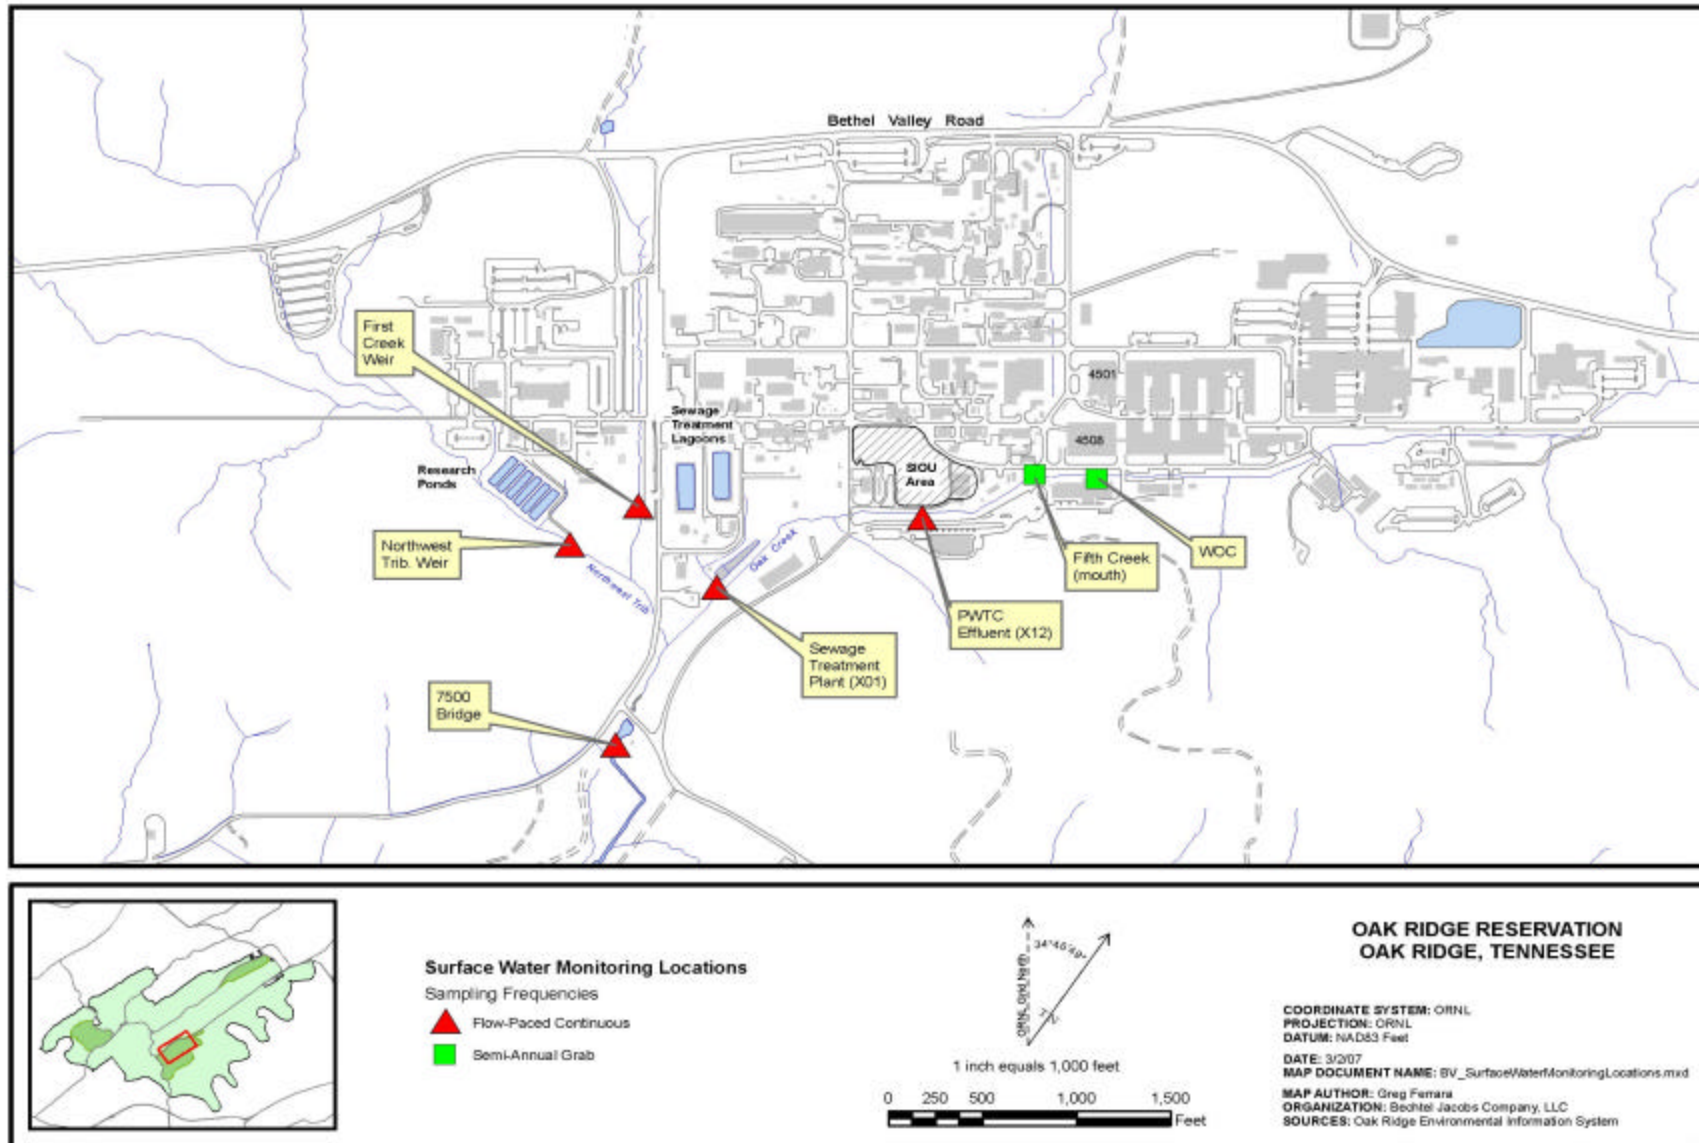 Bethel Valley Road
First
Creek
Weir
4501
Sewage
Treatment
Lagoons
4508
Research
Ponds
SIOU
Area
Northwest
Trib. Weir
Oak Creek
Fifth Creek
(mouth)
WOC
Northwest Trib
PWTC
Effluent (X12)
Sewage
Treatment
Plant (X01)
7500
Bridge
Surface Water Monitoring Locations
Sampling Frequencies
Flow-Paced Continuous
Semi-Annual Grab
ORNL Grid North
34°46'49"
T.N
1 inch equals 1,000 feet
0 250 500 1,000 1,500
Feet
OAK RIDGE RESERVATION
OAK RIDGE, TENNESSEE
COORDINATE SYSTEM: ORNL
PROJECTION: ORNL
DATUM: NAD83 Feet
DATE: 3/2/07
MAP DOCUMENT NAME: BV_SurfaceWaterMonitoringLocations.mxd
MAP AUTHOR: Greg Ferrara
ORGANIZATION: Bechtel Jacobs Company, LLC
SOURCES: Oak Ridge Environmental Information System